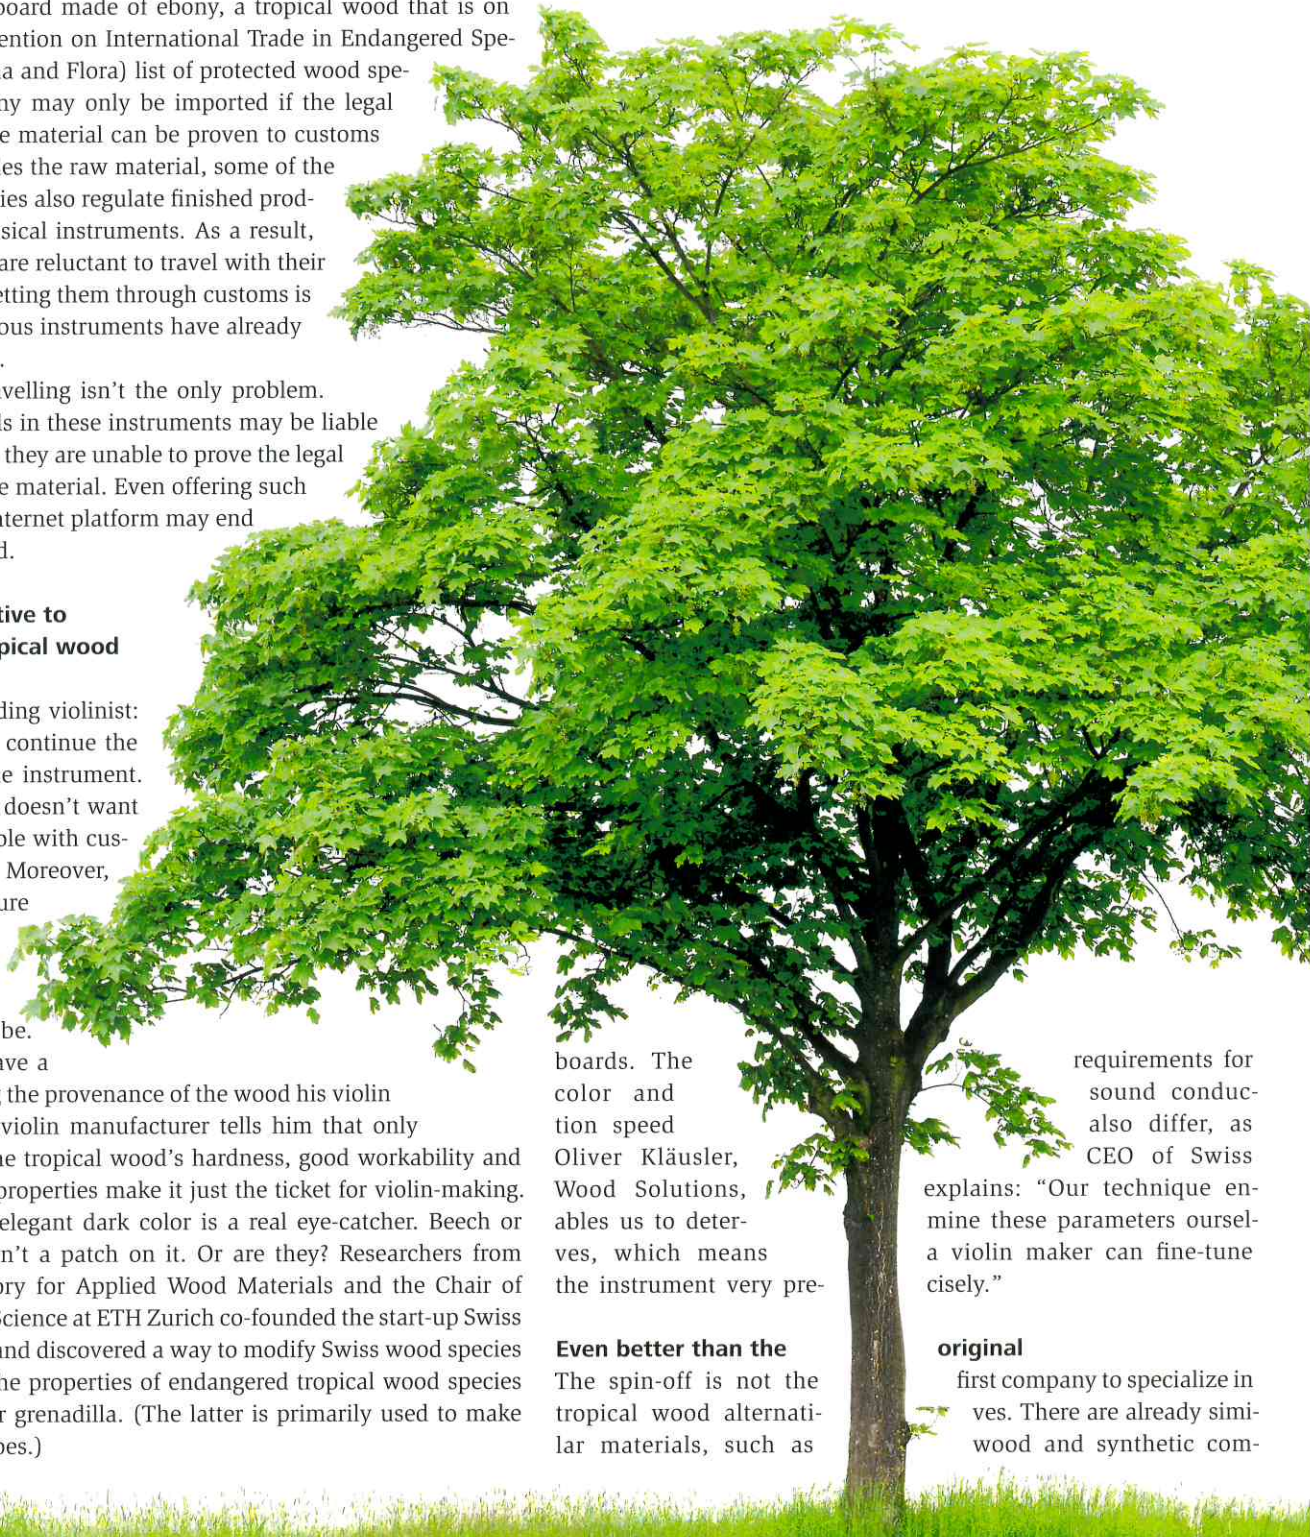 board made of ebony, a tropical wood that is on
ention on International Trade in Endangered Spe-
a and Flora) list of protected wood spe-
ny may only be imported if the legal
e material can be proven to customs
es the raw material, some of the
ies also regulate finished prod-
sical instruments. As a result,
are reluctant to travel with their
etting them through customs is
ous instruments have already
.
velling isn't the only problem.
ls in these instruments may be liable
they are unable to prove the legal
e material. Even offering such
nternet platform may end
d.
tive to
pical wood
ding violinist:
continue the
e instrument.
doesn't want
ble with cus-
Moreover,
ure
be.
ave a
g the provenance of the wood his violin
violin manufacturer tells him that only
he tropical wood's hardness, good workability and
properties make it just the ticket for violin-making.
elegant dark color is a real eye-catcher. Beech or
n't a patch on it. Or are they? Researchers from
ory for Applied Wood Materials and the Chair of
Science at ETH Zurich co-founded the start-up Swiss
and discovered a way to modify Swiss wood species
he properties of endangered tropical wood species
r grenadilla. (The latter is primarily used to make
pes.)
boards. The requirements for
color and sound conduc-
tion speed also differ, as
Oliver Kläusler, CEO of Swiss
Wood Solutions, explains: “Our technique en-
ables us to deter- mine these parameters oursel-
ves, which means a violin maker can fine-tune
the instrument very pre- cisely.”
Even better than the original
The spin-off is not the first company to specialize in
tropical wood alternati- ves. There are already simi-
lar materials, such as wood and synthetic com-